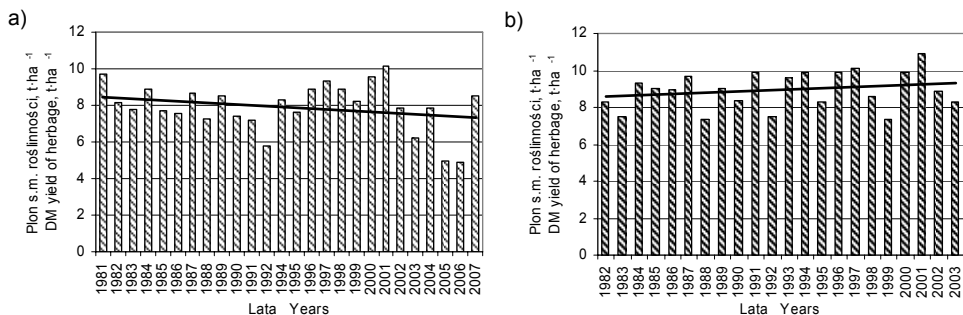 a)
Plon s.m. roślinności, t·ha⁻¹
DM yield of herbage, t·ha⁻¹
12
10
8
6
4
2
0
1981 1982 1983 1984 1985 1986 1987 1988 1989 1990 1991 1992 1994 1995 1996 1997 1998 1999 2000 2001 2002 2003 2004 2005 2006 2007
Lata Years
b)
Plon s.m. roślinności, t·ha⁻¹
DM yield of herbage, t·ha⁻¹
12
10
8
6
4
2
0
1982 1983 1984 1985 1986 1987 1988 1989 1990 1991 1992 1993 1994 1995 1996 1997 1998 1999 2000 2001 2002 2003
Lata Years